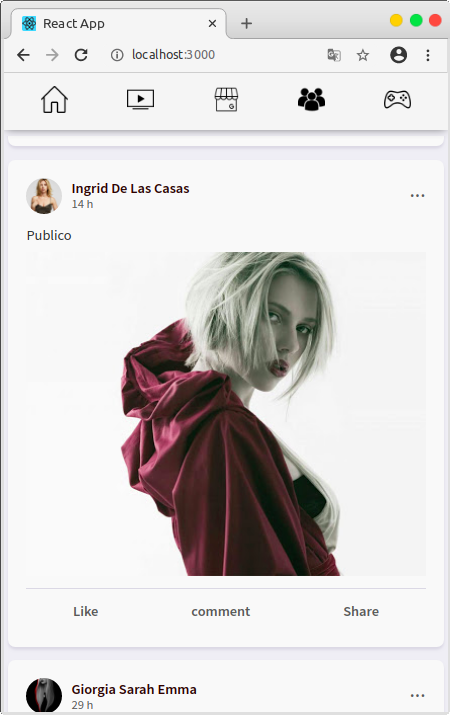 React App
localhost:3000
G
Ingrid De Las Casas
14 h
Publico
Like comment Share
Giorgia Sarah Emma
29 h